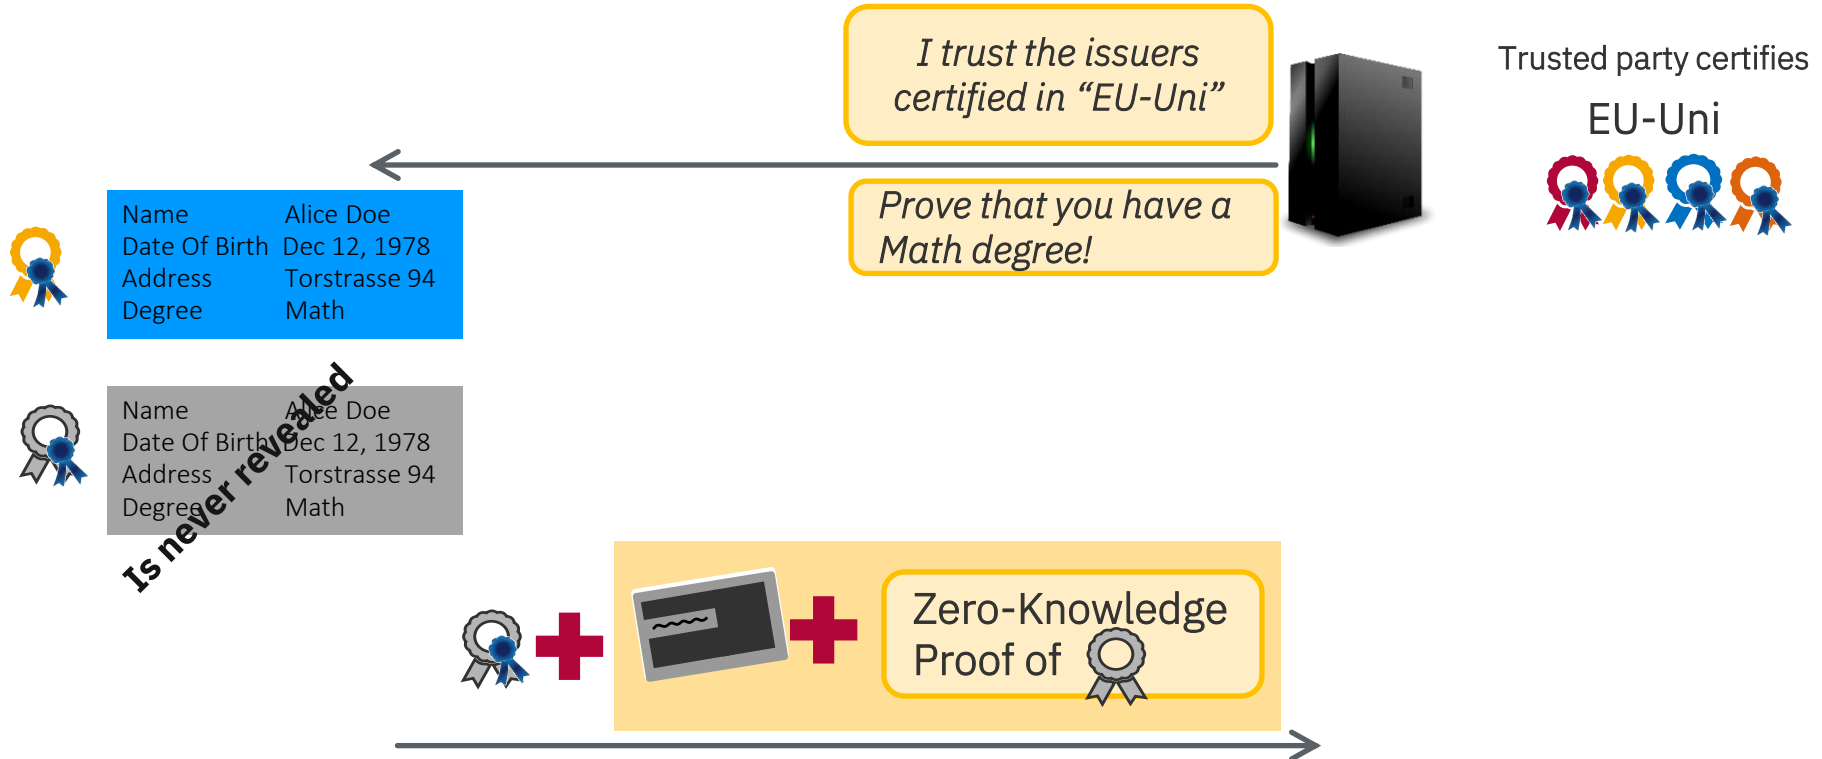 I trust the issuers
certified in “EU-Uni”
Trusted party certifies
EU-Uni
Prove that you have a
Math degree!
Name Alice Doe
Date Of Birth Dec 12, 1978
Address Torstrasse 94
Degree Math
Name Alice Doe
Date Of Birth Dec 12, 1978
Address Torstrasse 94
Degree Math
Is never revealed
Zero-Knowledge
Proof of